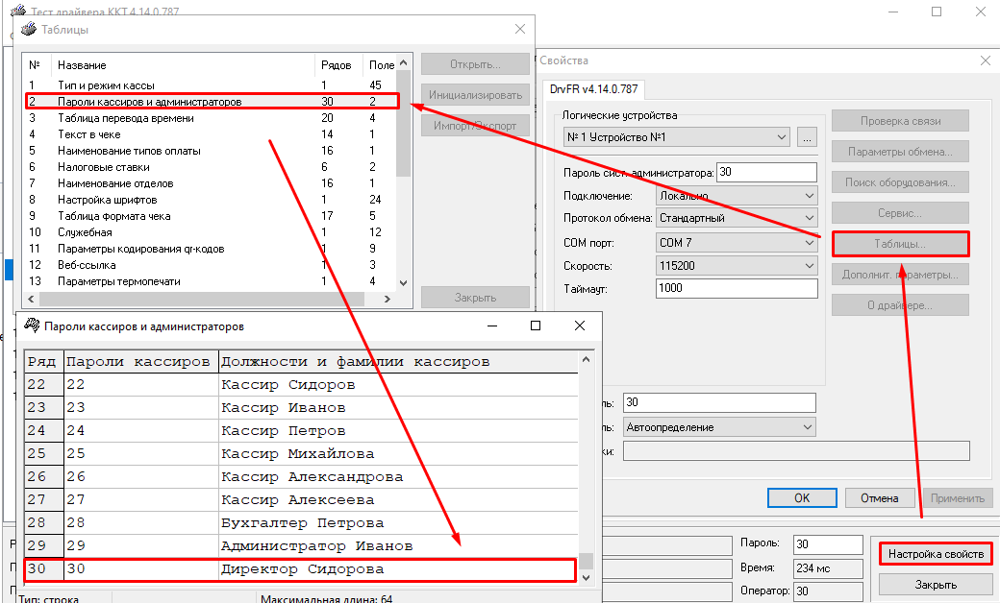 Тест драйвера ККТ 4.14.0.787
Таблицы
№ Название Рядов Поле
1 Тип и режим кассы 1 45
2 Пароли кассиров и администраторов 30 2
3 Таблица перевода времени 20 4
4 Текст в чеке 14 1
5 Наименование типов оплаты 16 1
6 Налоговые ставки 6 2
7 Наименование отделов 16 1
8 Настройка шрифтов 1 24
9 Таблица формата чека 17 5
10 Служебная 1 12
11 Параметры кодирования qr-кодов 1 9
12 Веб-ссылка 1 3
13 Параметры термопечати 1 4
Открыть...
Инициализировать
Импорт/Экспорт
Закрыть
Свойства
DrvFR v4.14.0.787
Логические устройства
№ 1 Устройство №1
...
Пароль сист. администратора: 30
Подключение: Локально
Протокол обмена: Стандартный
COM порт: COM 7
Скорость: 115200
Таймаут: 1000
Проверка связи
Параметры обмена...
Поиск оборудования...
Сервис...
Таблицы...
Дополнит. параметры...
О драйвере...
ль: 30
ль: Автоопределение
ки:
OK Отмена Применить
Пароли кассиров и администраторов
Ряд Пароли кассиров Должности и фамилии кассиров
22 22 Кассир Сидоров
23 23 Кассир Иванов
24 24 Кассир Петров
25 25 Кассир Михайлова
26 26 Кассир Александрова
27 27 Кассир Алексеева
28 28 Бухгалтер Петрова
29 29 Администратор Иванов
30 30 Директор Сидорова
Тип: строка Максимальная длина: 64
Пароль: 30
Время: 234 мс
Оператор: 30
Настройка свойств
Закрыть